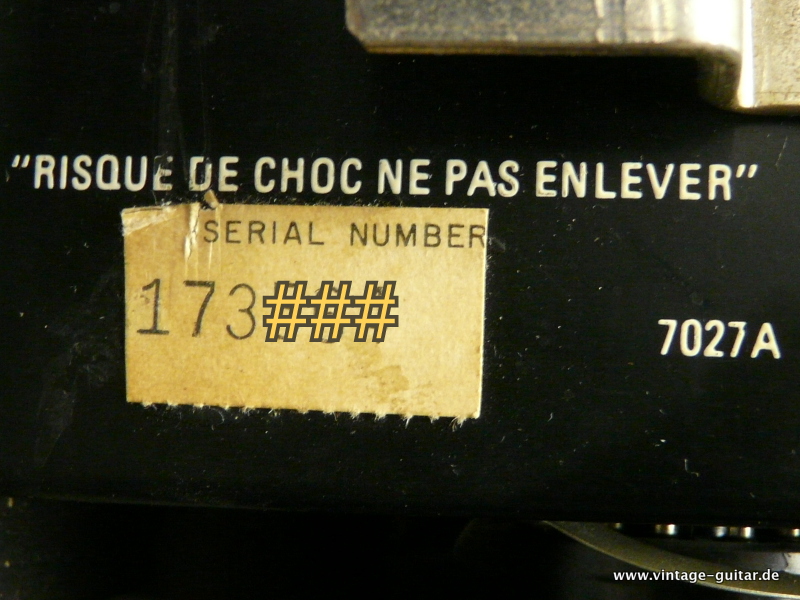 "RISQUE DE CHOC NE PAS ENLEVER"
SERIAL NUMBER
173###
7027A
www.vintage-guitar.de